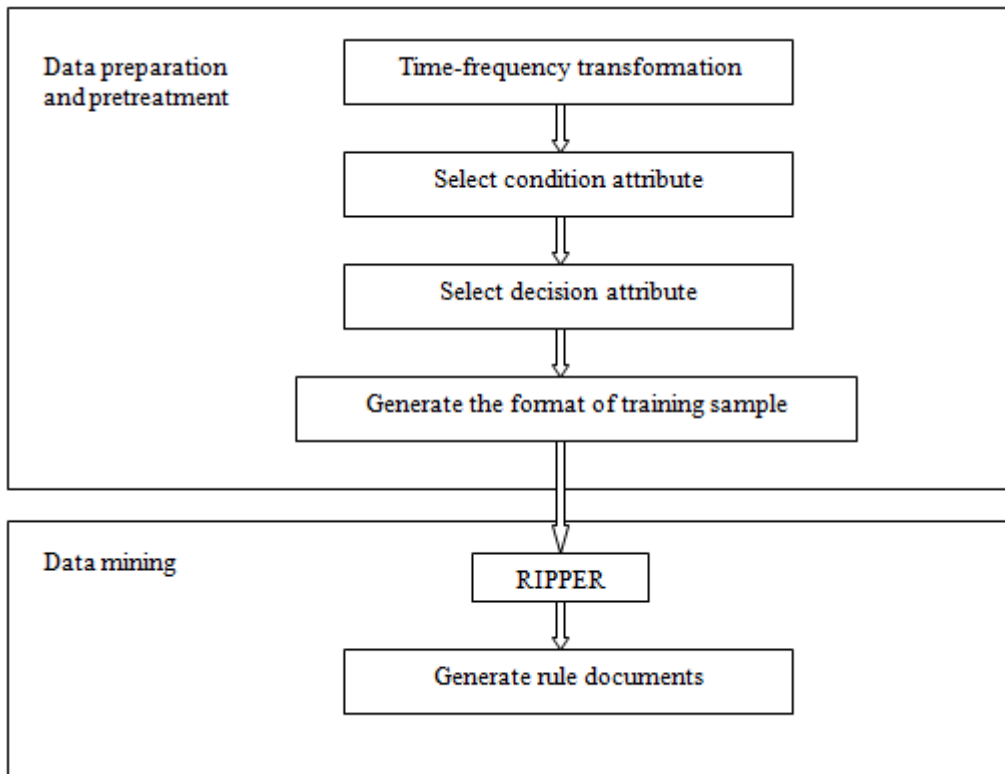 Data preparation
and pretreatment
Time-frequency transformation
Select condition attribute
Select decision attribute
Generate the format of training sample
Data mining
RIPPER
Generate rule documents